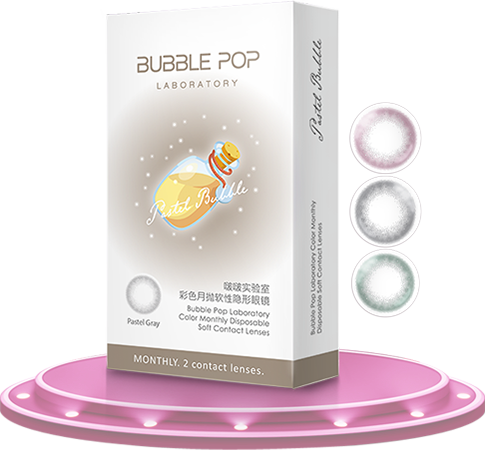 BUBBLE POP
LABORATORY
Pastel Bubble
啵啵实验室
彩色月抛软性隐形眼镜
Bubble Pop Laboratory
Color Monthly Disposable
Soft Contact Lenses
Pastel Gray
MONTHLY. 2 contact lenses.
Pastel Bubble
Bubble Pop Laboratory Color Monthly
Disposable Soft Contact Lenses